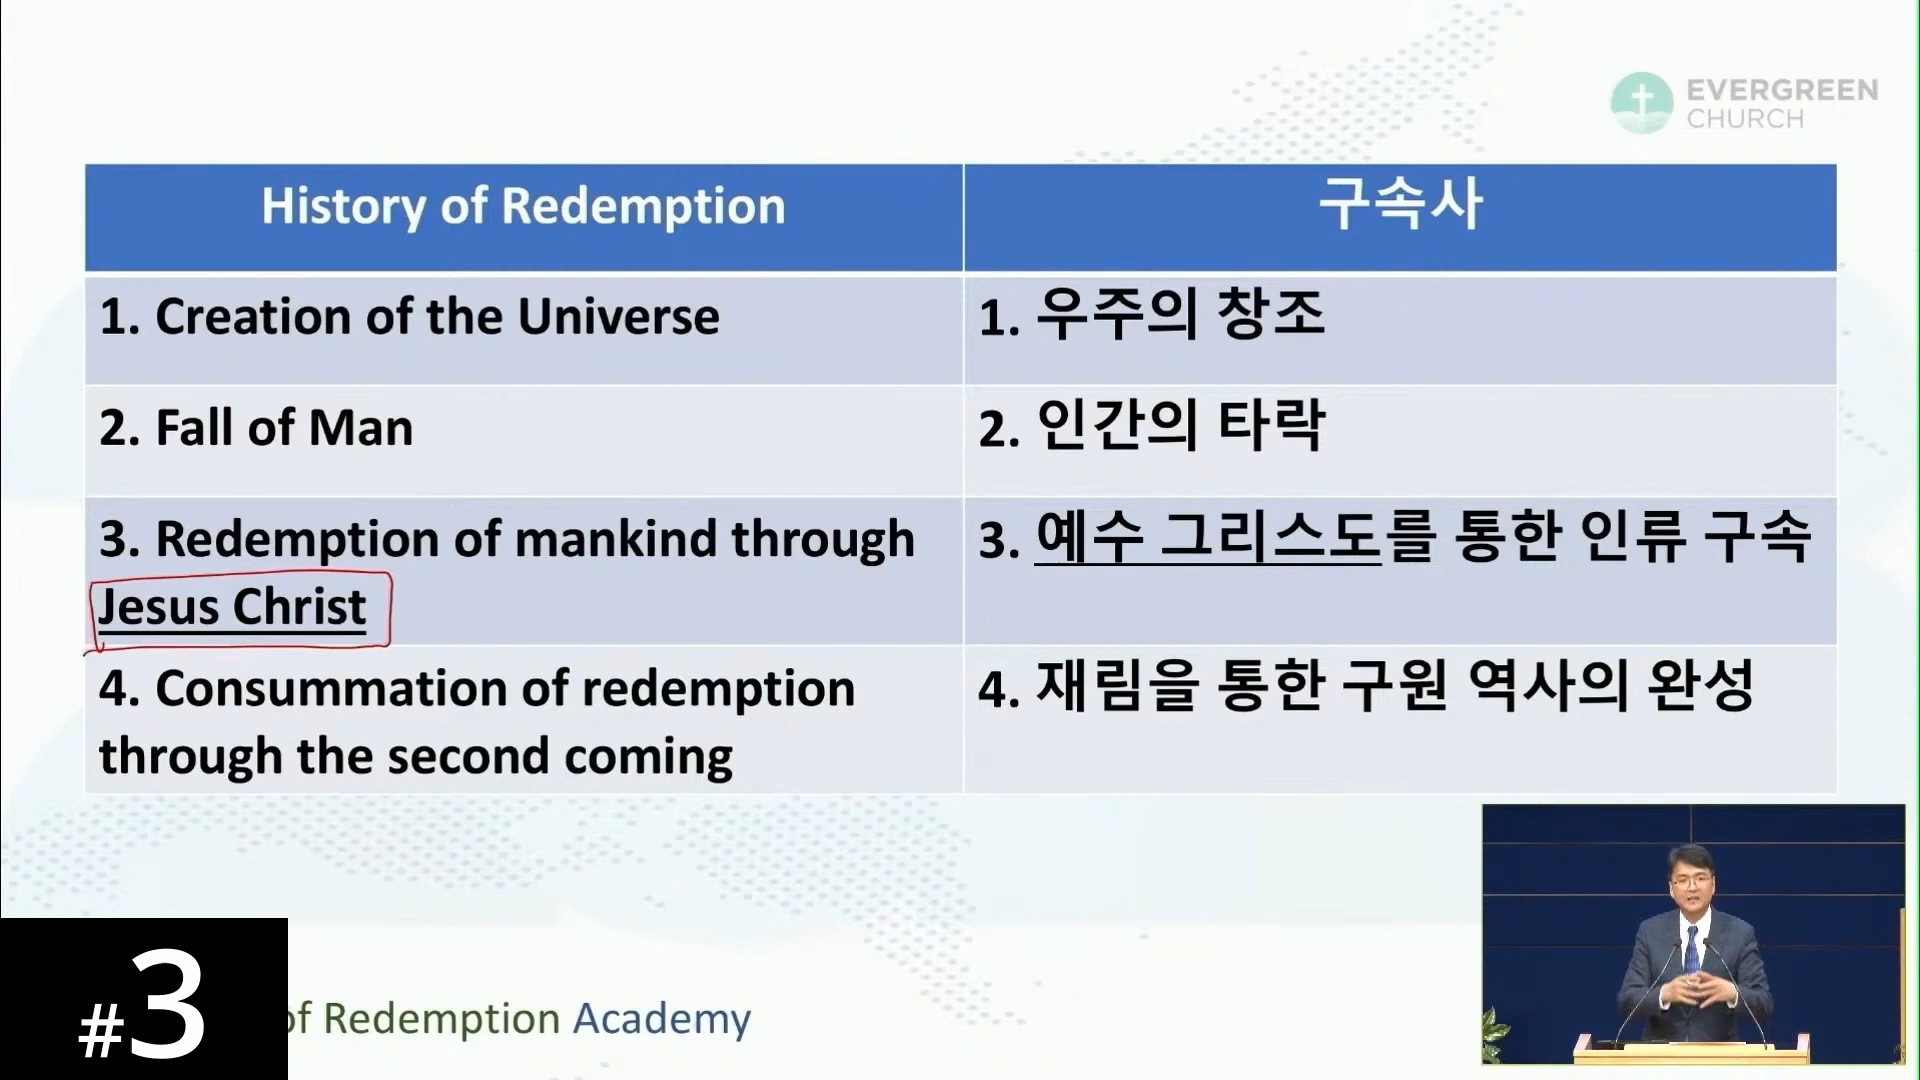 EVERGREEN
CHURCH
History of Redemption
구속사
1. Creation of the Universe
1. 우주의 창조
2. Fall of Man
2. 인간의 타락
3. Redemption of mankind through
Jesus Christ
3. 예수 그리스도를 통한 인류 구속
4. Consummation of redemption
through the second coming
4. 재림을 통한 구원 역사의 완성
#3
of Redemption Academy